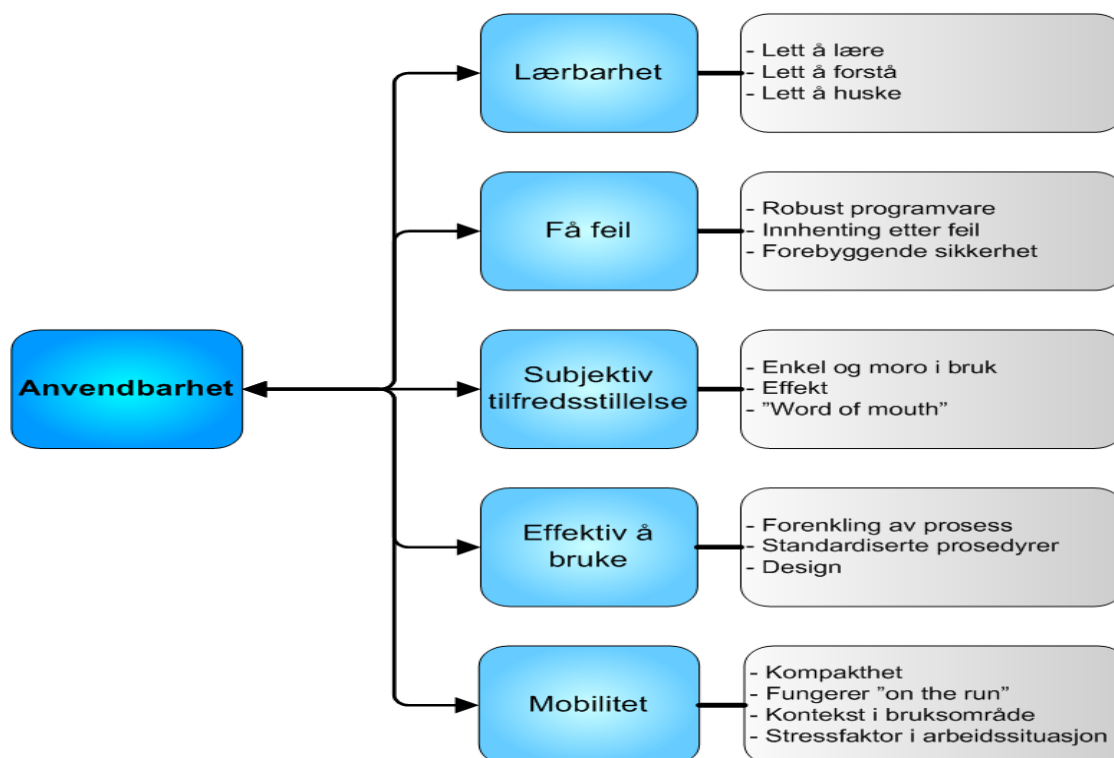 Lærbarhet
- Lett å lære
- Lett å forstå
- Lett å huske
Få feil
- Robust programvare
- Innhenting etter feil
- Forebyggende sikkerhet
Anvendbarhet
Subjektiv
tilfredsstillelse
- Enkel og moro i bruk
- Effekt
- ”Word of mouth”
Effektiv å
bruke
- Forenkling av prosess
- Standardiserte prosedyrer
- Design
Mobilitet
- Kompakthet
- Fungerer ”on the run”
- Kontekst i bruksområde
- Stressfaktor i arbeidssituasjon